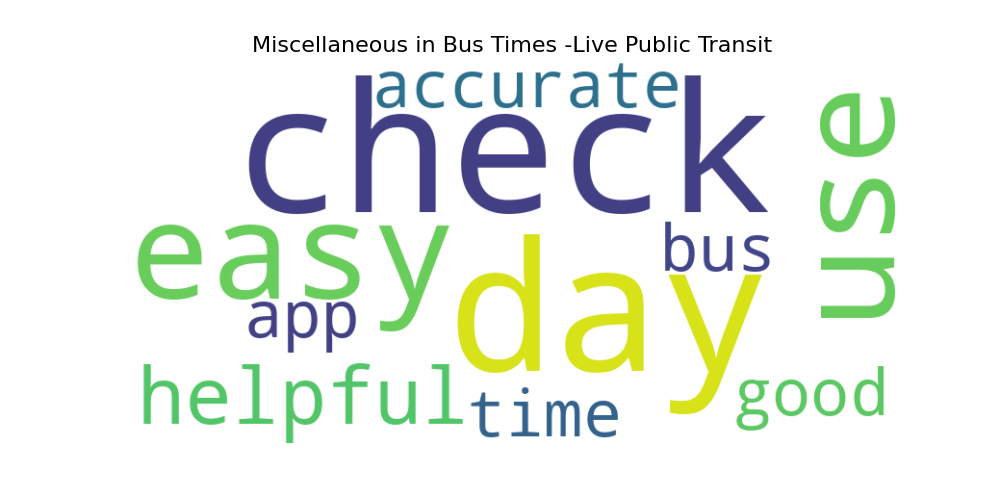 Miscellaneous in Bus Times -Live Public Transit
accurate
check
use
easy
day
bus
app
helpful
time
good